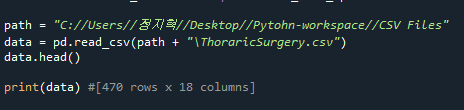 path = "C://Users//정지혁//Desktop//Pytohn-workspace//CSV Files"
data = pd.read_csv(path + "\ThoraricSurgery.csv")
data.head()
print(data) #[470 rows x 18 columns]